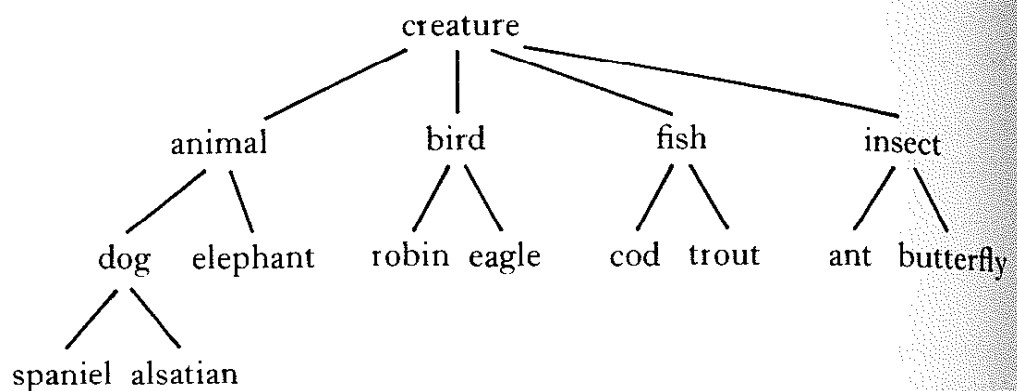 creature
animal bird fish insect
dog elephant robin eagle cod trout ant butterfly
spaniel alsatian